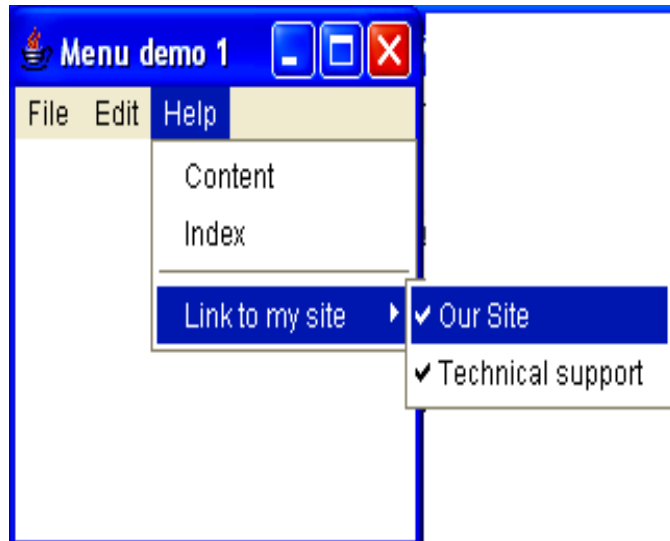 Menu demo 1
File Edit Help
Content
Index
Link to my site
Our Site
Technical support